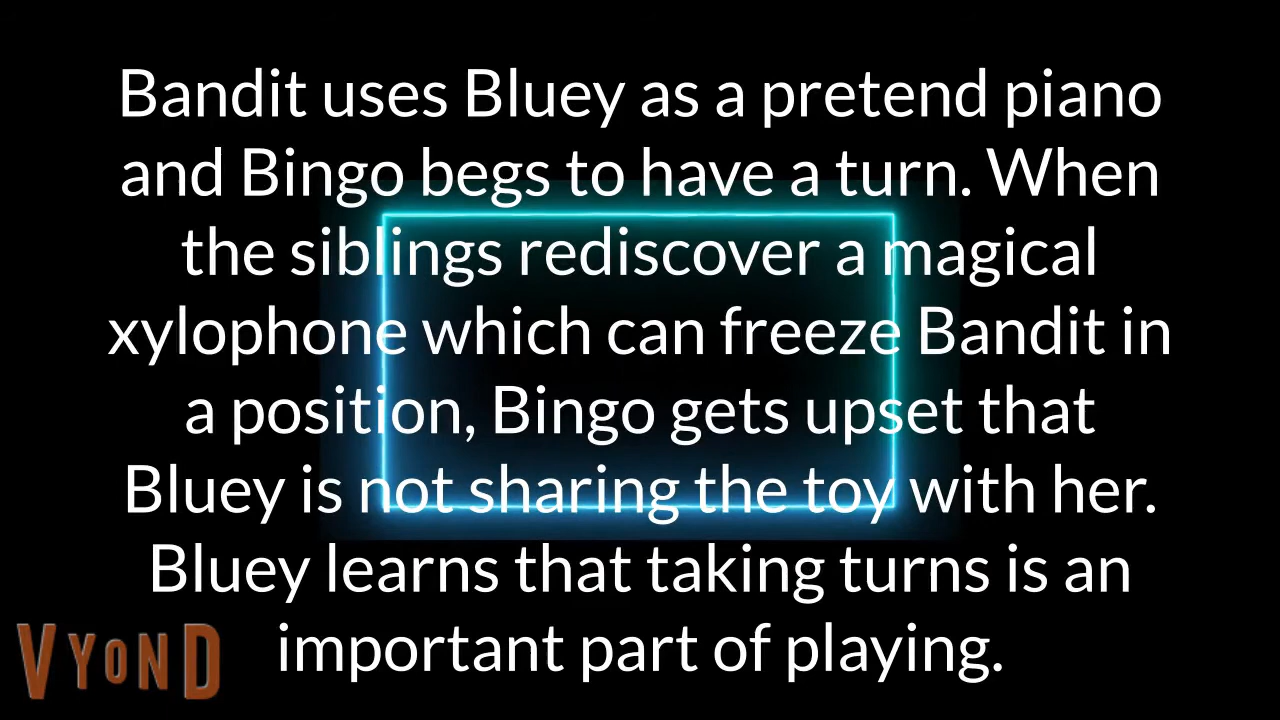 Bandit uses Bluey as a pretend piano
and Bingo begs to have a turn. When
the siblings rediscover a magical
xylophone which can freeze Bandit in
a position, Bingo gets upset that
Bluey is not sharing the toy with her.
Bluey learns that taking turns is an
important part of playing.
VYOND